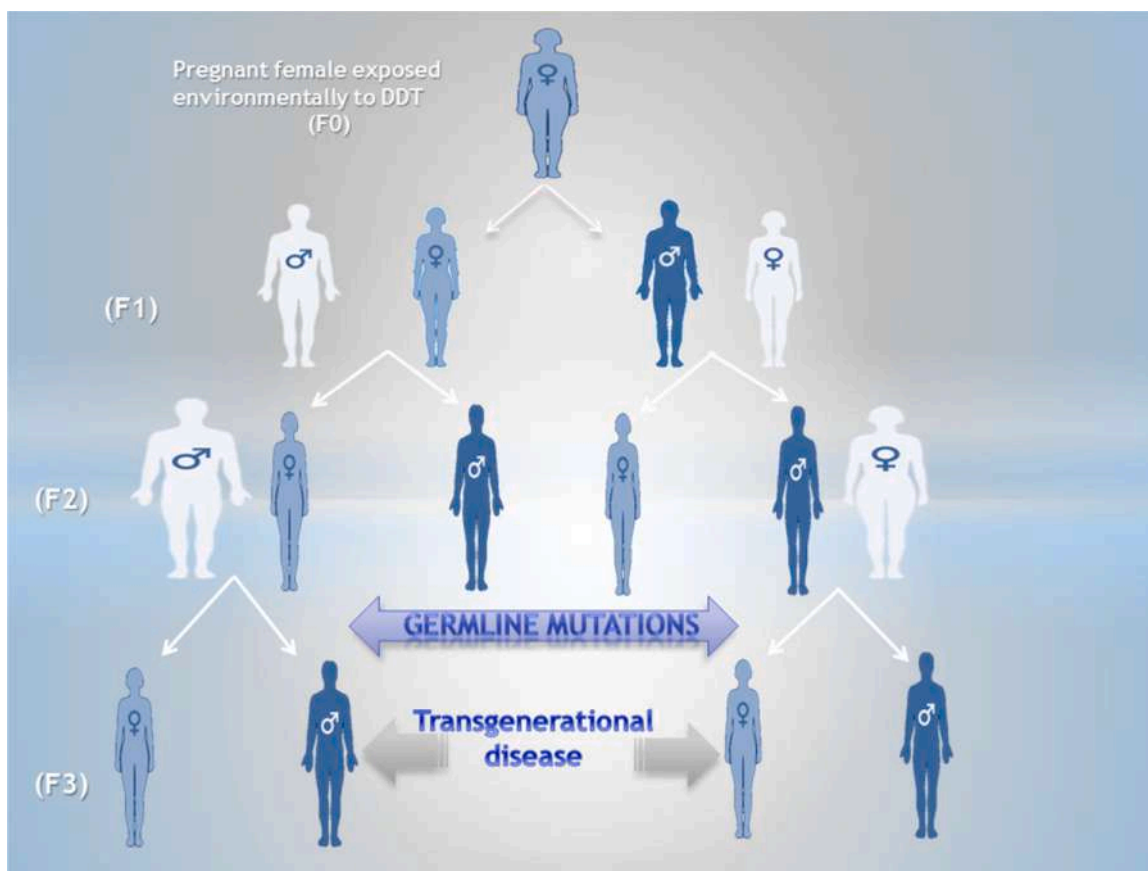 Pregnant female exposed
environmentally to DDT
(F0)
(F1)
(F2)
GERMLINE MUTATIONS
Transgenerational
disease
(F3)